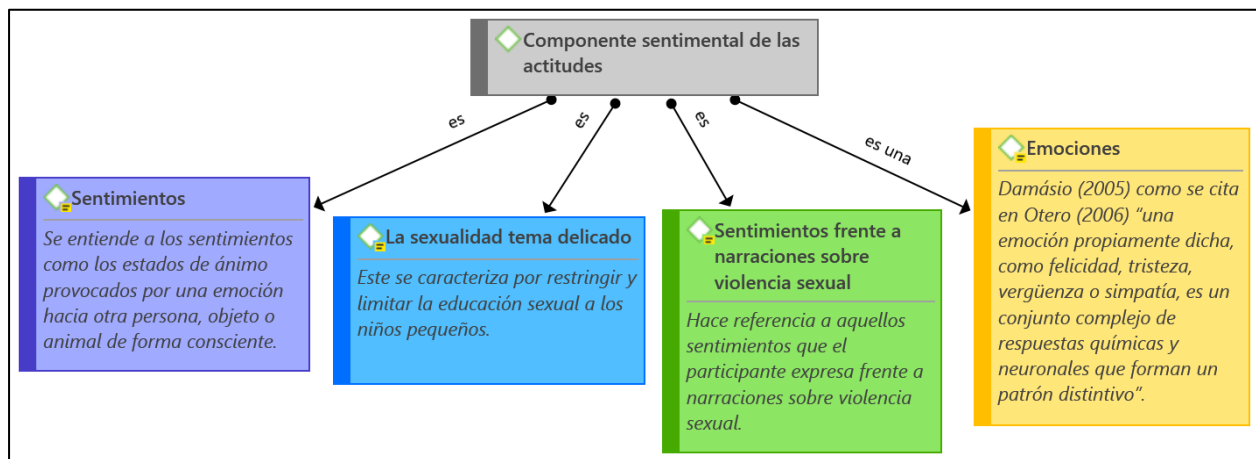 Componente sentimental de las
actitudes
es
es
es
es una
Sentimientos
Se entiende a los sentimientos
como los estados de ánimo
provocados por una emoción
hacia otra persona, objeto o
animal de forma consciente.
La sexualidad tema delicado
Este se caracteriza por restringir y
limitar la educación sexual a los
niños pequeños.
Sentimientos frente a
narraciones sobre
violencia sexual
Hace referencia a aquellos
sentimientos que el
participante expresa frente a
narraciones sobre violencia
sexual.
Emociones
Damásio (2005) como se cita
en Otero (2006) “una
emoción propiamente dicha,
como felicidad, tristeza,
vergüenza o simpatía, es un
conjunto complejo de
respuestas químicas y
neuronales que forman un
patrón distintivo”.